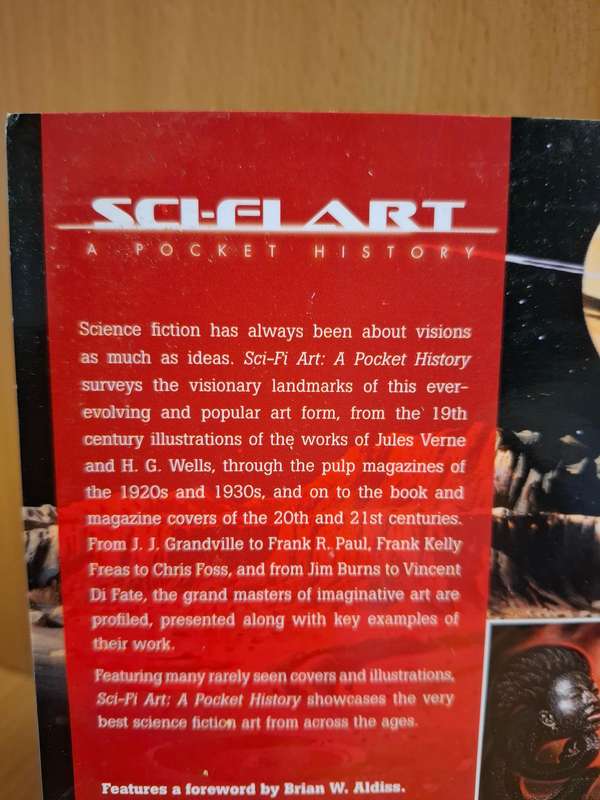 SCI-FI ART
A POCKET HISTORY
Science fiction has always been about visions
as much as ideas. Sci-Fi Art: A Pocket History
surveys the visionary landmarks of this ever-
evolving and popular art form, from the 19th
century illustrations of the works of Jules Verne
and H. G. Wells, through the pulp magazines of
the 1920s and 1930s, and on to the book and
magazine covers of the 20th and 21st centuries.
From J. J. Grandville to Frank R. Paul, Frank Kelly
Freas to Chris Foss, and from Jim Burns to Vincent
Di Fate, the grand masters of imaginative art are
profiled, presented along with key examples of
their work.
Featuring many rarely seen covers and illustrations,
Sci-Fi Art: A Pocket History showcases the very
best science fiction art from across the ages.
Features a foreword by Brian W. Aldiss.